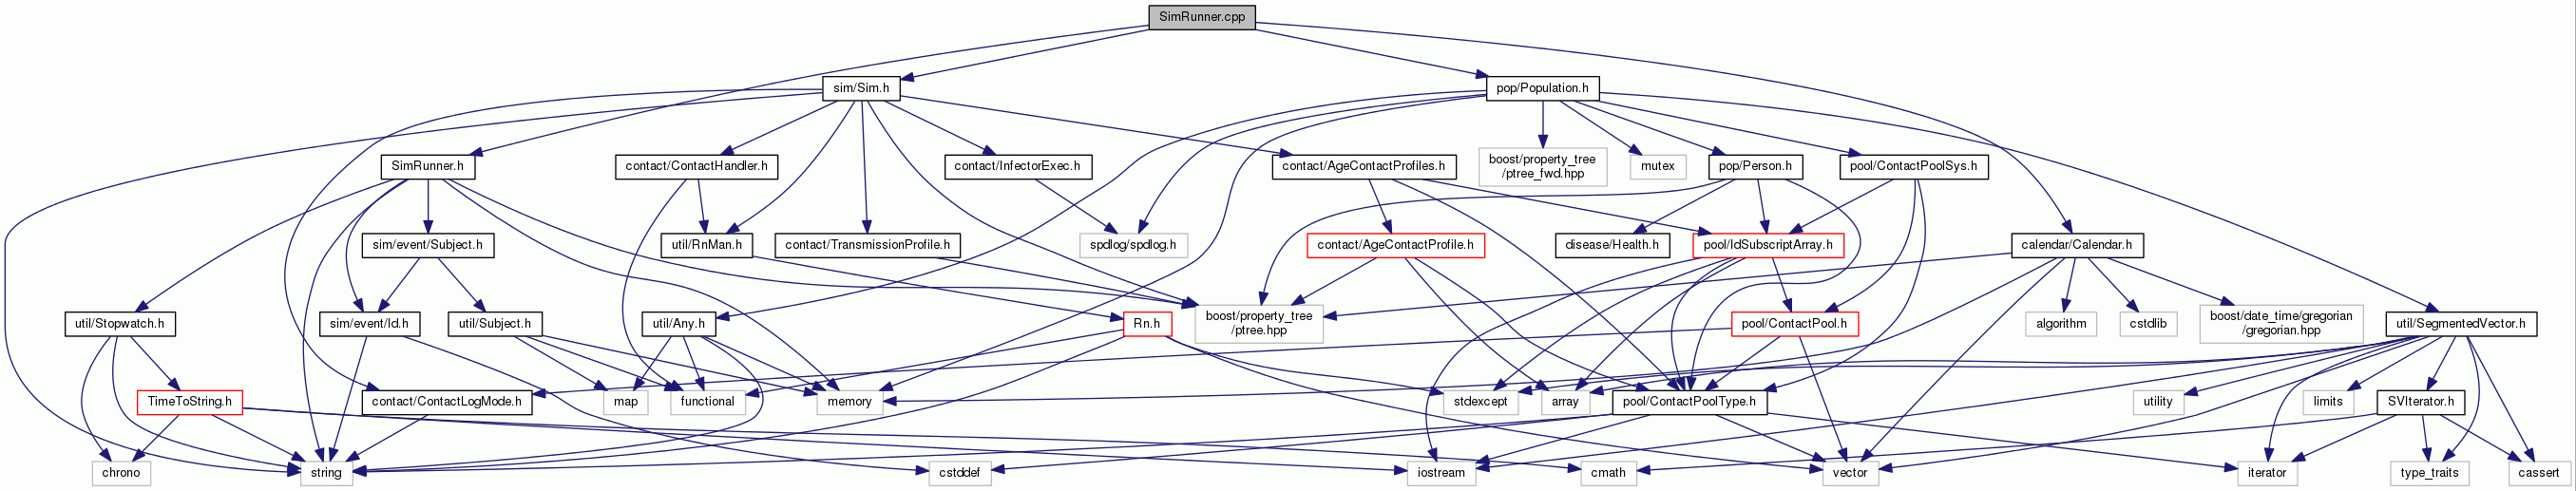 SimRunner.cpp
sim/Sim.h
pop/Population.h
SimRunner.h
contact/ContactHandler.h
contact/InfectorExec.h
contact/AgeContactProfiles.h
boost/property_tree
/ptree_fwd.hpp
mutex
pop/Person.h
pool/ContactPoolSys.h
sim/event/Subject.h
util/RnMan.h
contact/TransmissionProfile.h
spdlog/spdlog.h
contact/AgeContactProfile.h
disease/Health.h
pool/IdSubscriptArray.h
calendar/Calendar.h
util/Stopwatch.h
sim/event/Id.h
util/Subject.h
util/Any.h
Rn.h
boost/property_tree
/ptree.hpp
pool/ContactPool.h
algorithm
cstdlib
boost/date_time/gregorian
/gregorian.hpp
util/SegmentedVector.h
TimeToString.h
contact/ContactLogMode.h
map
functional
memory
stdexcept
array
pool/ContactPoolType.h
utility
limits
SVIterator.h
chrono
string
cstddef
cmath
iostream
vector
iterator
type_traits
cassert